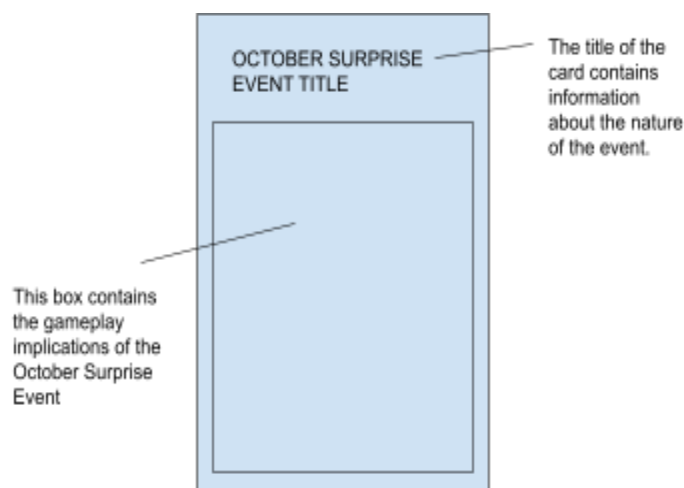 OCTOBER SURPRISE
EVENT TITLE
The title of the
card contains
information
about the nature
of the event.
This box contains
the gameplay
implications of the
October Surprise
Event